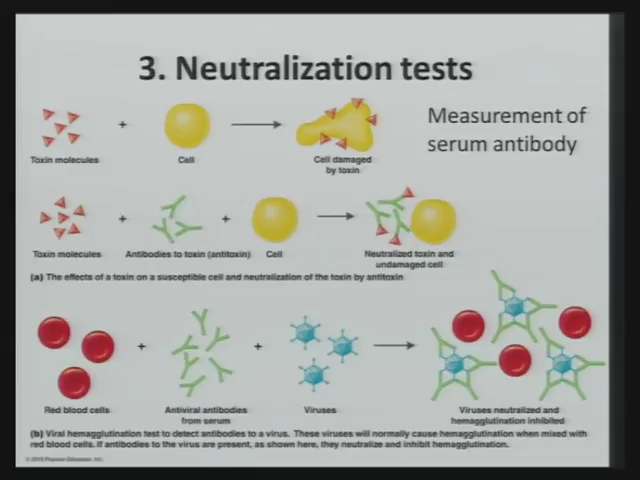 3. Neutralization tests
Measurement of
serum antibody
+
Toxin molecules
Cell
Cell damaged
by toxin
+
+
Toxin molecules
Antibodies to toxin (antitoxin)
Cell
Neutralized toxin and
undamaged cell
(a) The effects of a toxin on a susceptible cell and neutralization of the toxin by antitoxin
+
+
Red blood cells
Antiviral antibodies
from serum
Viruses
Viruses neutralized and
hemagglutination inhibited
(b) Viral hemagglutination test to detect antibodies to a virus. These viruses will normally cause hemagglutination when mixed with
red blood cells. If antibodies to the virus are present, as shown here, they neutralize and inhibit hemagglutination.
Pearson Education, Inc.